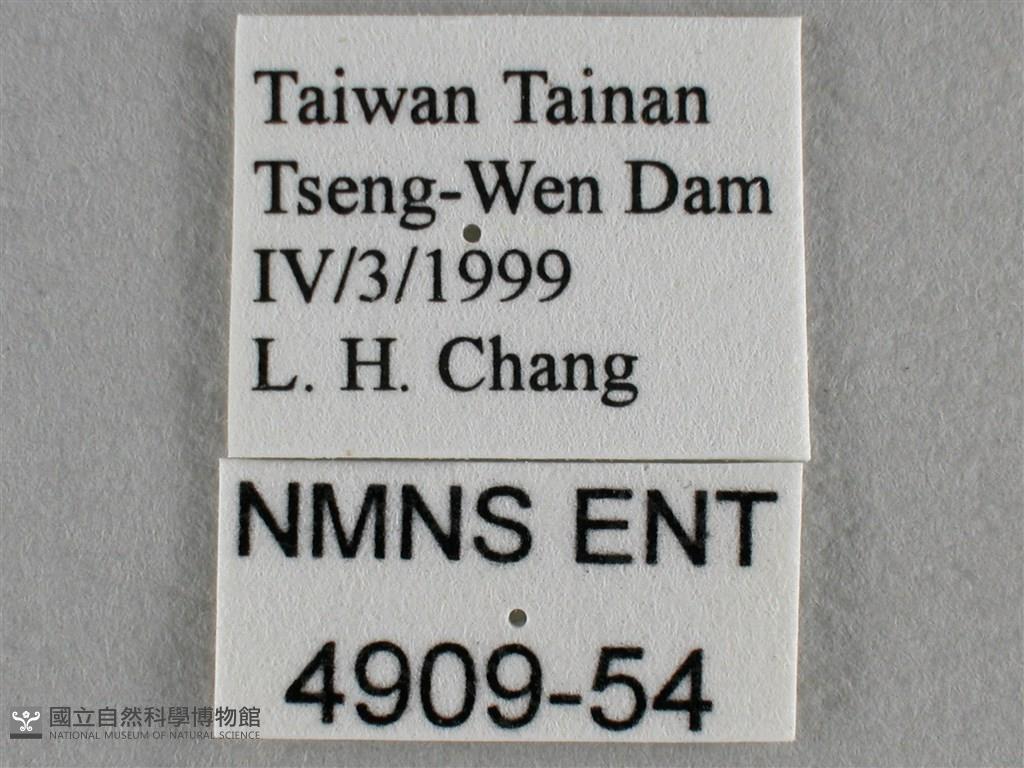 Taiwan Tainan
Tseng-Wen Dam
IV/3/1999
L. H. Chang
NMNS ENT
4909-54
國立自然科學博物館
NATIONAL MUSEUM OF NATURAL SCIENCE